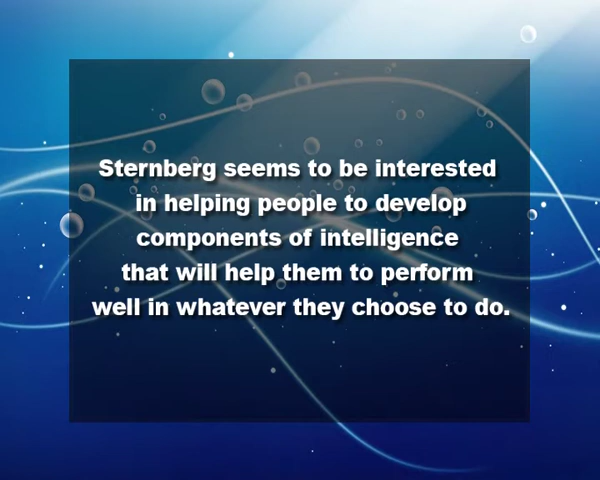 Sternberg seems to be interested
in helping people to develop
components of intelligence
that will help them to perform
well in whatever they choose to do.